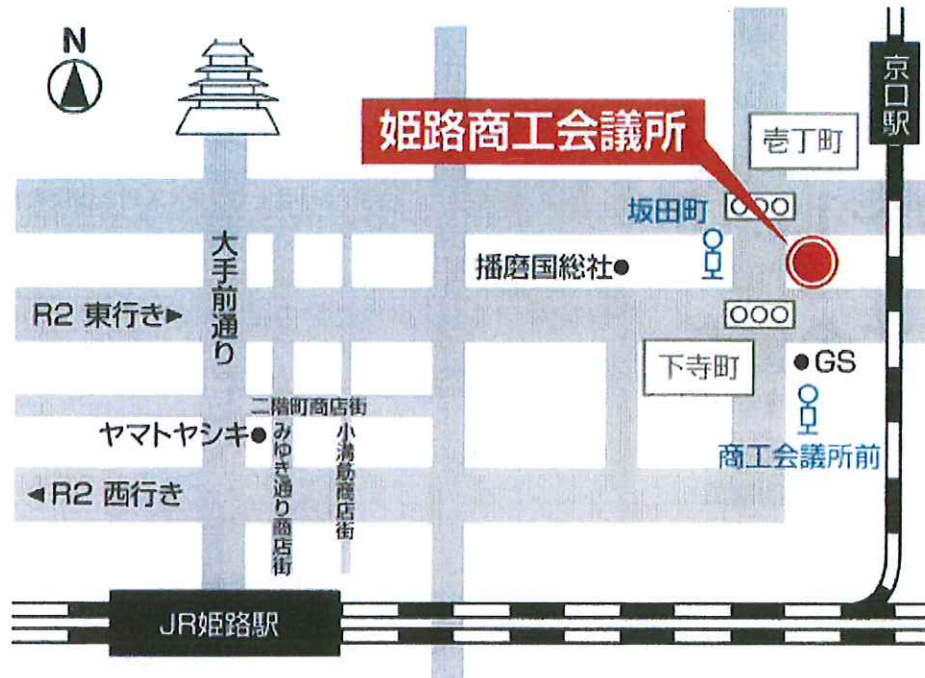 N
京口駅
姫路商工会議所
壱丁町
坂田町
大手前通り
播磨国総社●
R2 東行き▶
下寺町
●GS
二階町商店街
ヤマトヤシキ●
みゆき通り商店街
小溝筋商店街
商工会議所前
◀R2 西行き
JR姫路駅